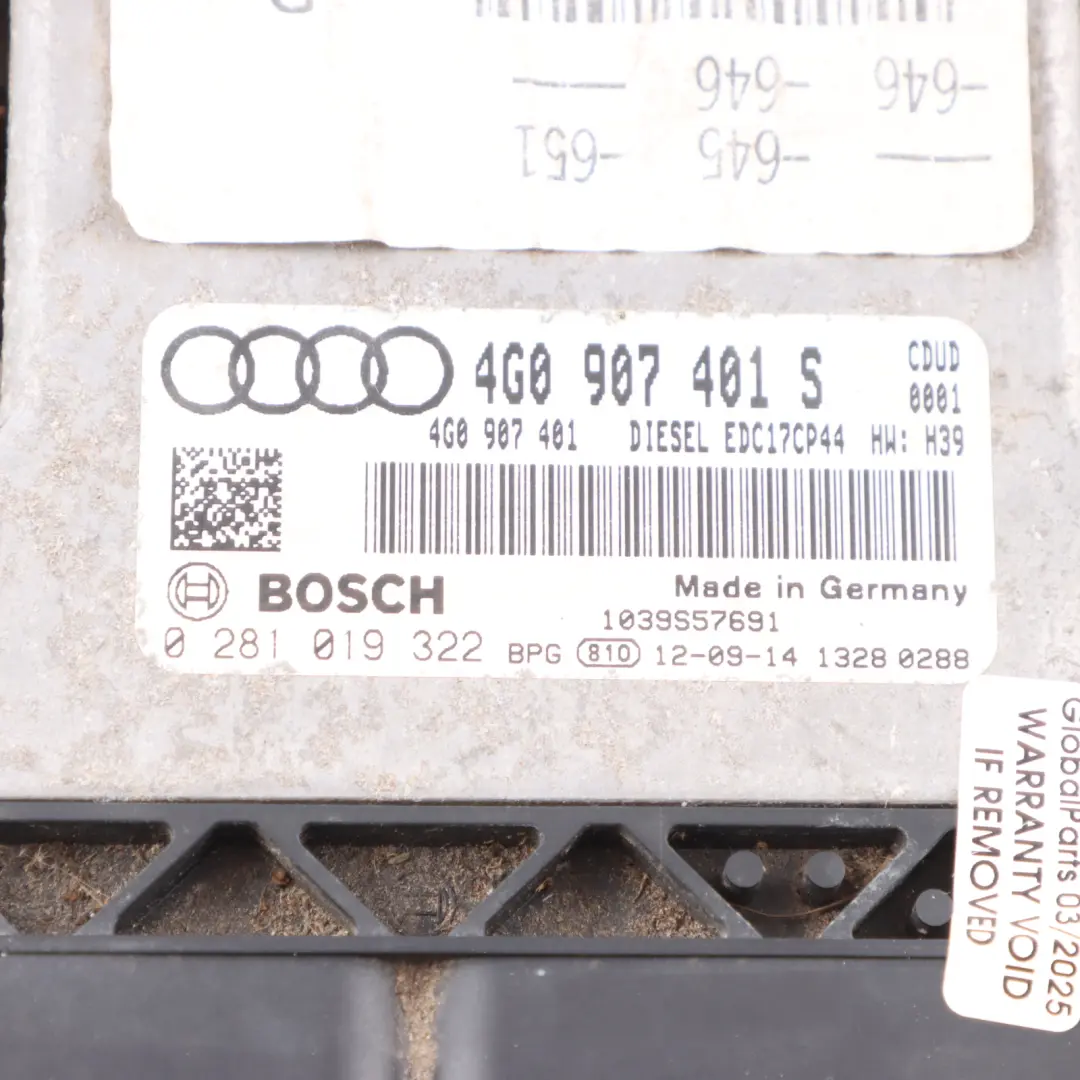 -646 -646 —
— -645 -651
4G0 907 401 S CDUD
0001
4G0 907 401 DIESEL EDC17CP44 HW: H39
BOSCH
Made in Germany
1039S57691
0 281 019 322 BPG 810 12-09-14 1328 0288
GlobalParts 03/2025
WARRANTY VOID
IF REMOVED